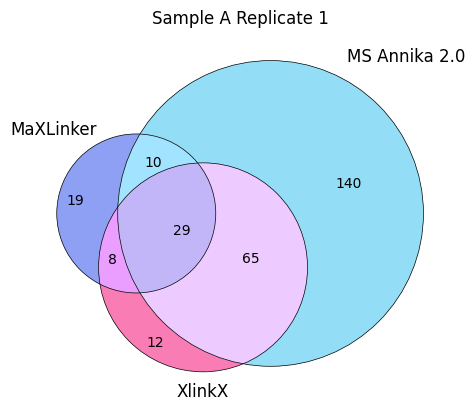 Sample A Replicate 1
MS Annika 2.0
MaXLinker
10
140
19
29
65
8
12
XlinkX